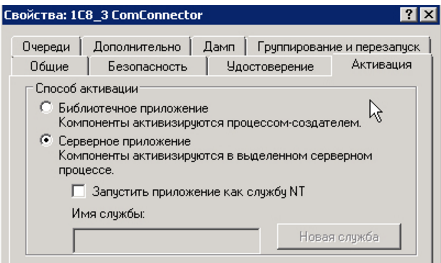 Свойства: 1C8_3 ComConnector
Очереди Дополнительно Дамп Группирование и перезапуск
Общие Безопасность Удостоверение Активация
Способ активации
Библиотечное приложение
Компоненты активизируются процессом-создателем.
Серверное приложение
Компоненты активизируются в выделенном серверном
процессе.
Запустить приложение как службу NT
Имя службы:
Новая служба